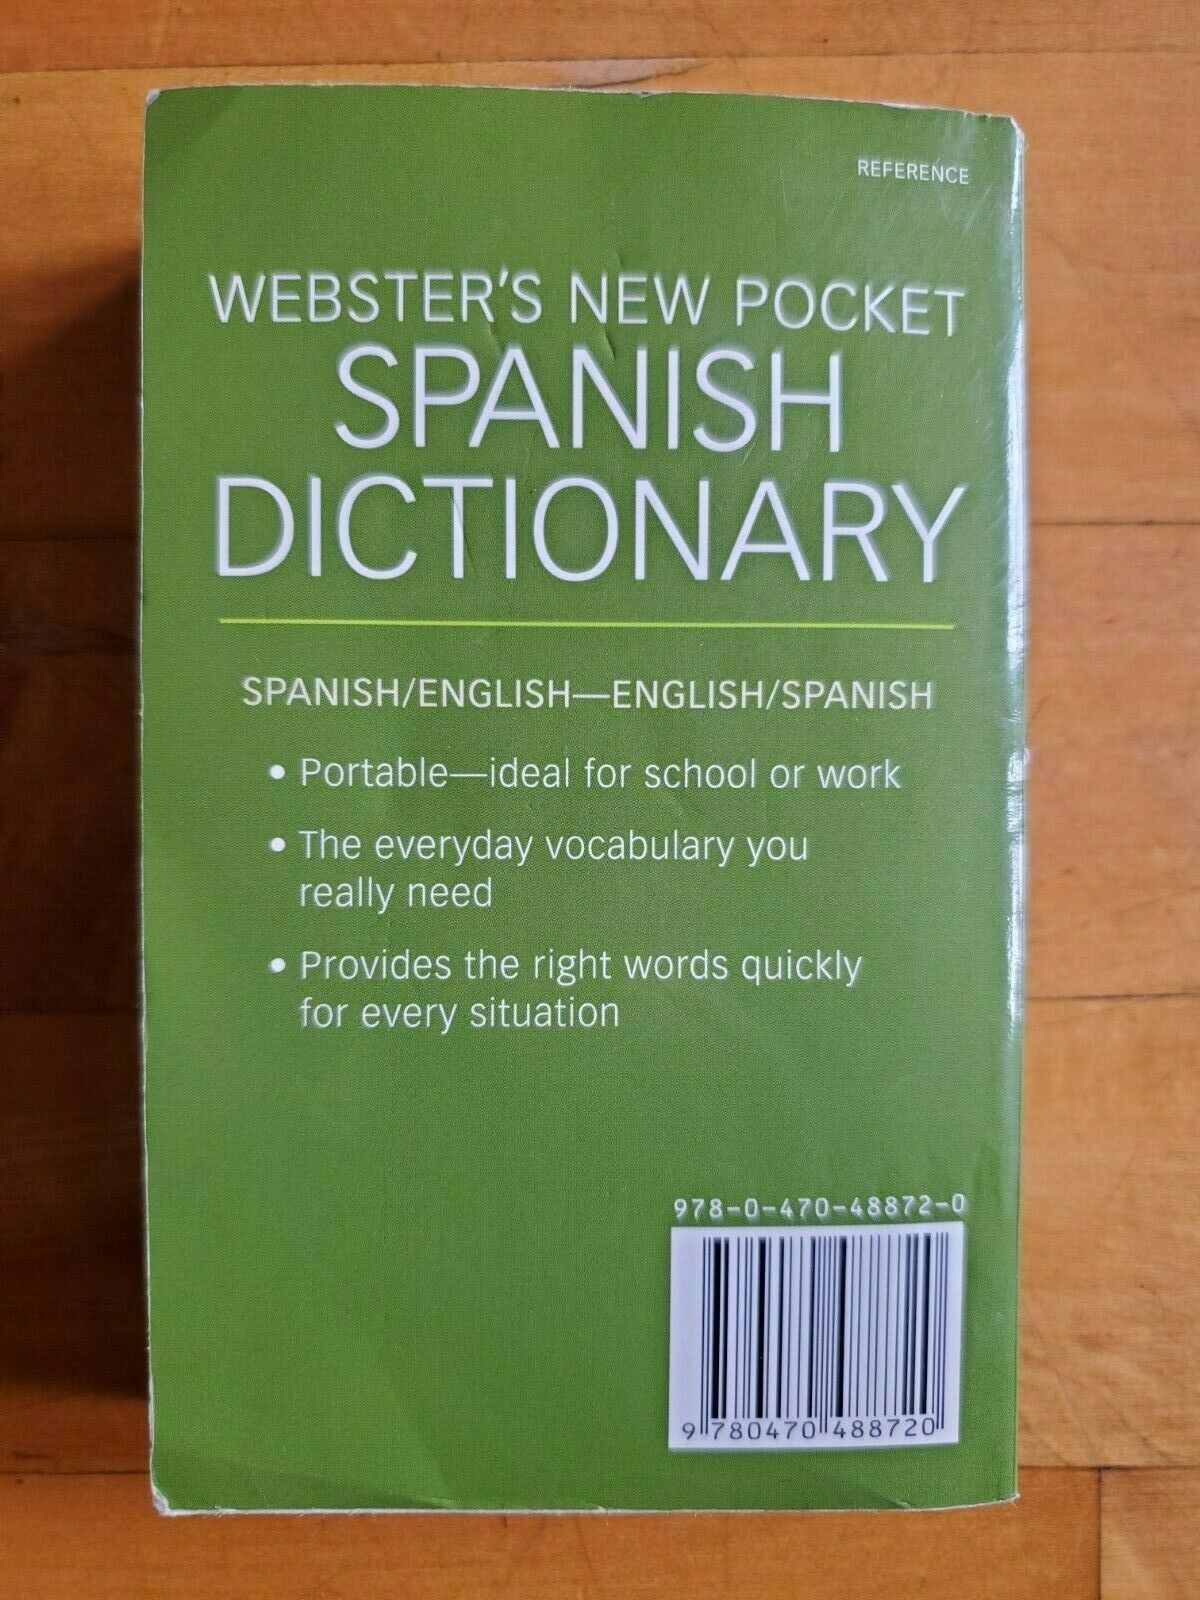 REFERENCE
WEBSTER'S NEW POCKET
SPANISH
DICTIONARY
SPANISH/ENGLISH—ENGLISH/SPANISH
• Portable—ideal for school or work
• The everyday vocabulary you
really need
• Provides the right words quickly
for every situation
978-0-470-48872-0
9 780470 488720